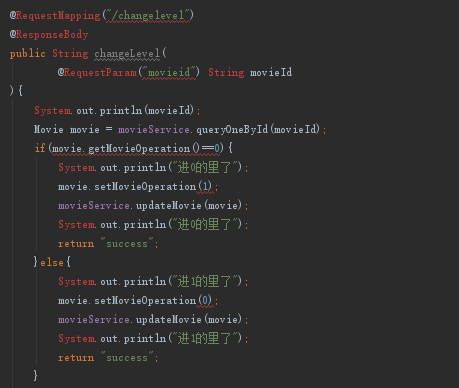 @RequestMapping("/changelevel")
@ResponseBody
public String changeLevel(
        @RequestParam("movieid") String movieId
) {
    System.out.println(movieId);
    Movie movie = movieService.queryOneById(movieId);
    if(movie.getMovieOperation()==0){
        System.out.println("进0的里了");
        movie.setMovieOperation(1);
        movieService.updateMovie(movie);
        System.out.println("进0的里了");
        return "success";
    }else{
        System.out.println("进1的里了");
        movie.setMovieOperation(0);
        movieService.updateMovie(movie);
        System.out.println("进1的里了");
        return "success";
    }